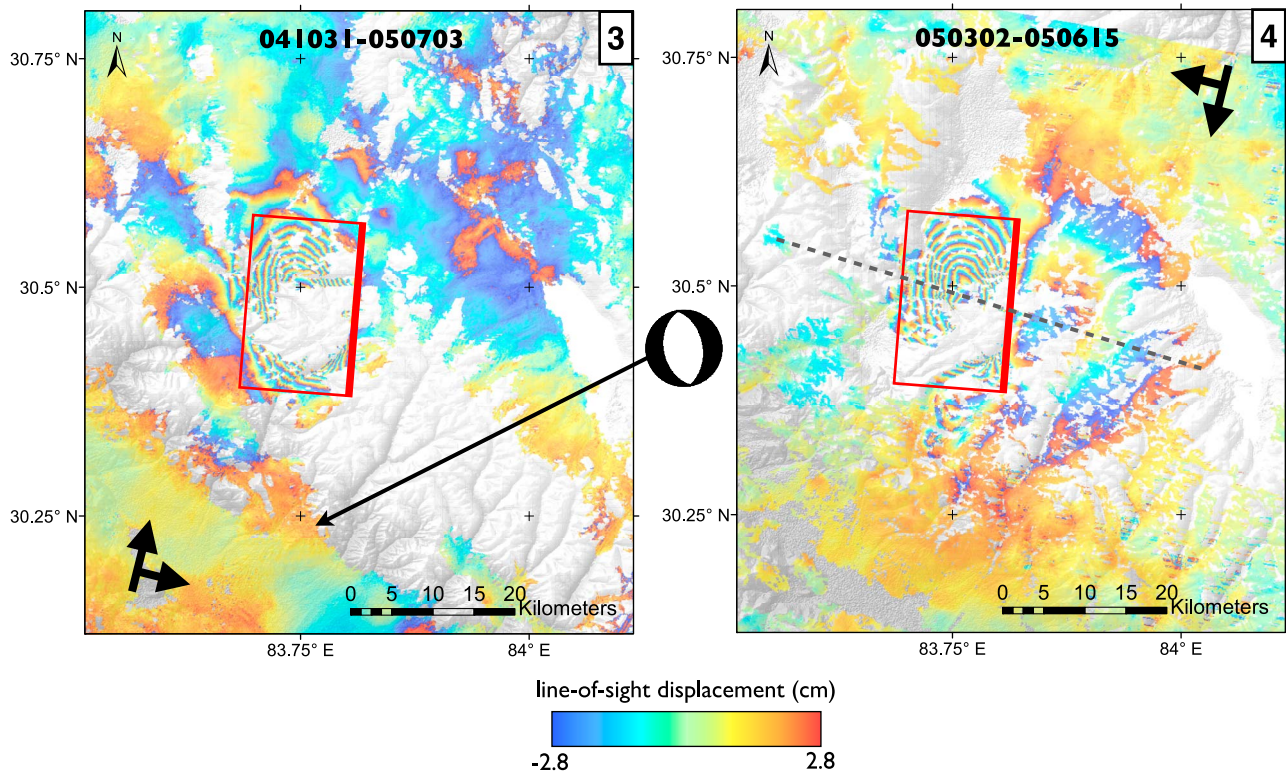 041031-050703
3
N
30.75° N
30.5° N
30.25° N
0 5 10 15 20
Kilometers
83.75° E
84° E
050302-050615
4
N
30.75° N
30.5° N
30.25° N
0 5 10 15 20
Kilometers
83.75° E
84° E
line-of-sight displacement (cm)
-2.8
2.8